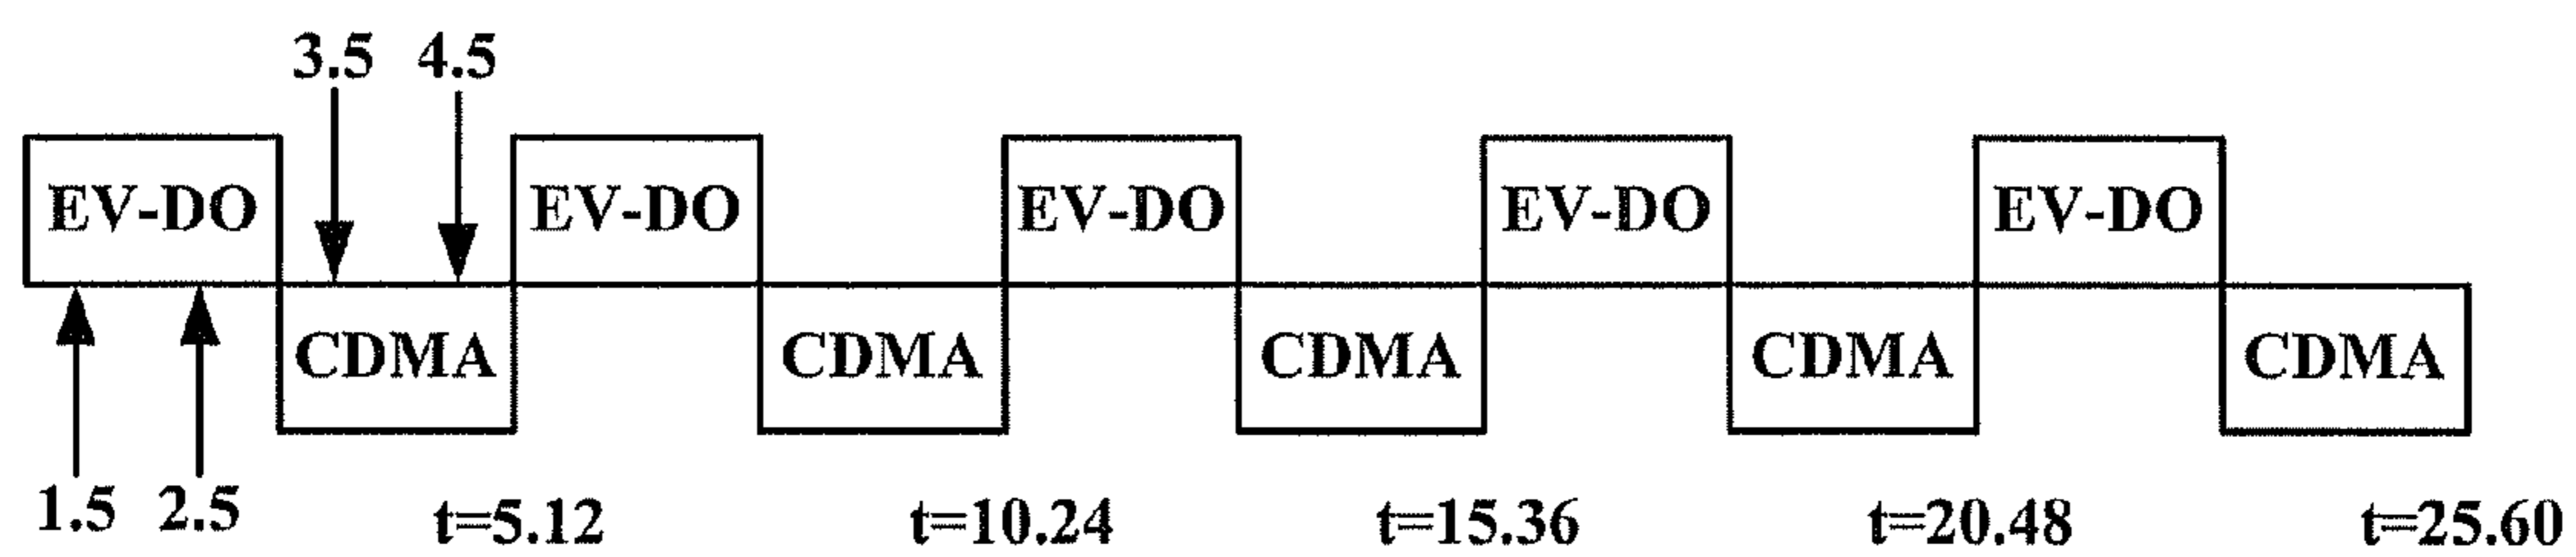 3.5 4.5
EV-DO EV-DO EV-DO EV-DO EV-DO
CDMA CDMA CDMA CDMA CDMA
1.5 2.5 t=5.12 t=10.24 t=15.36 t=20.48 t=25.60